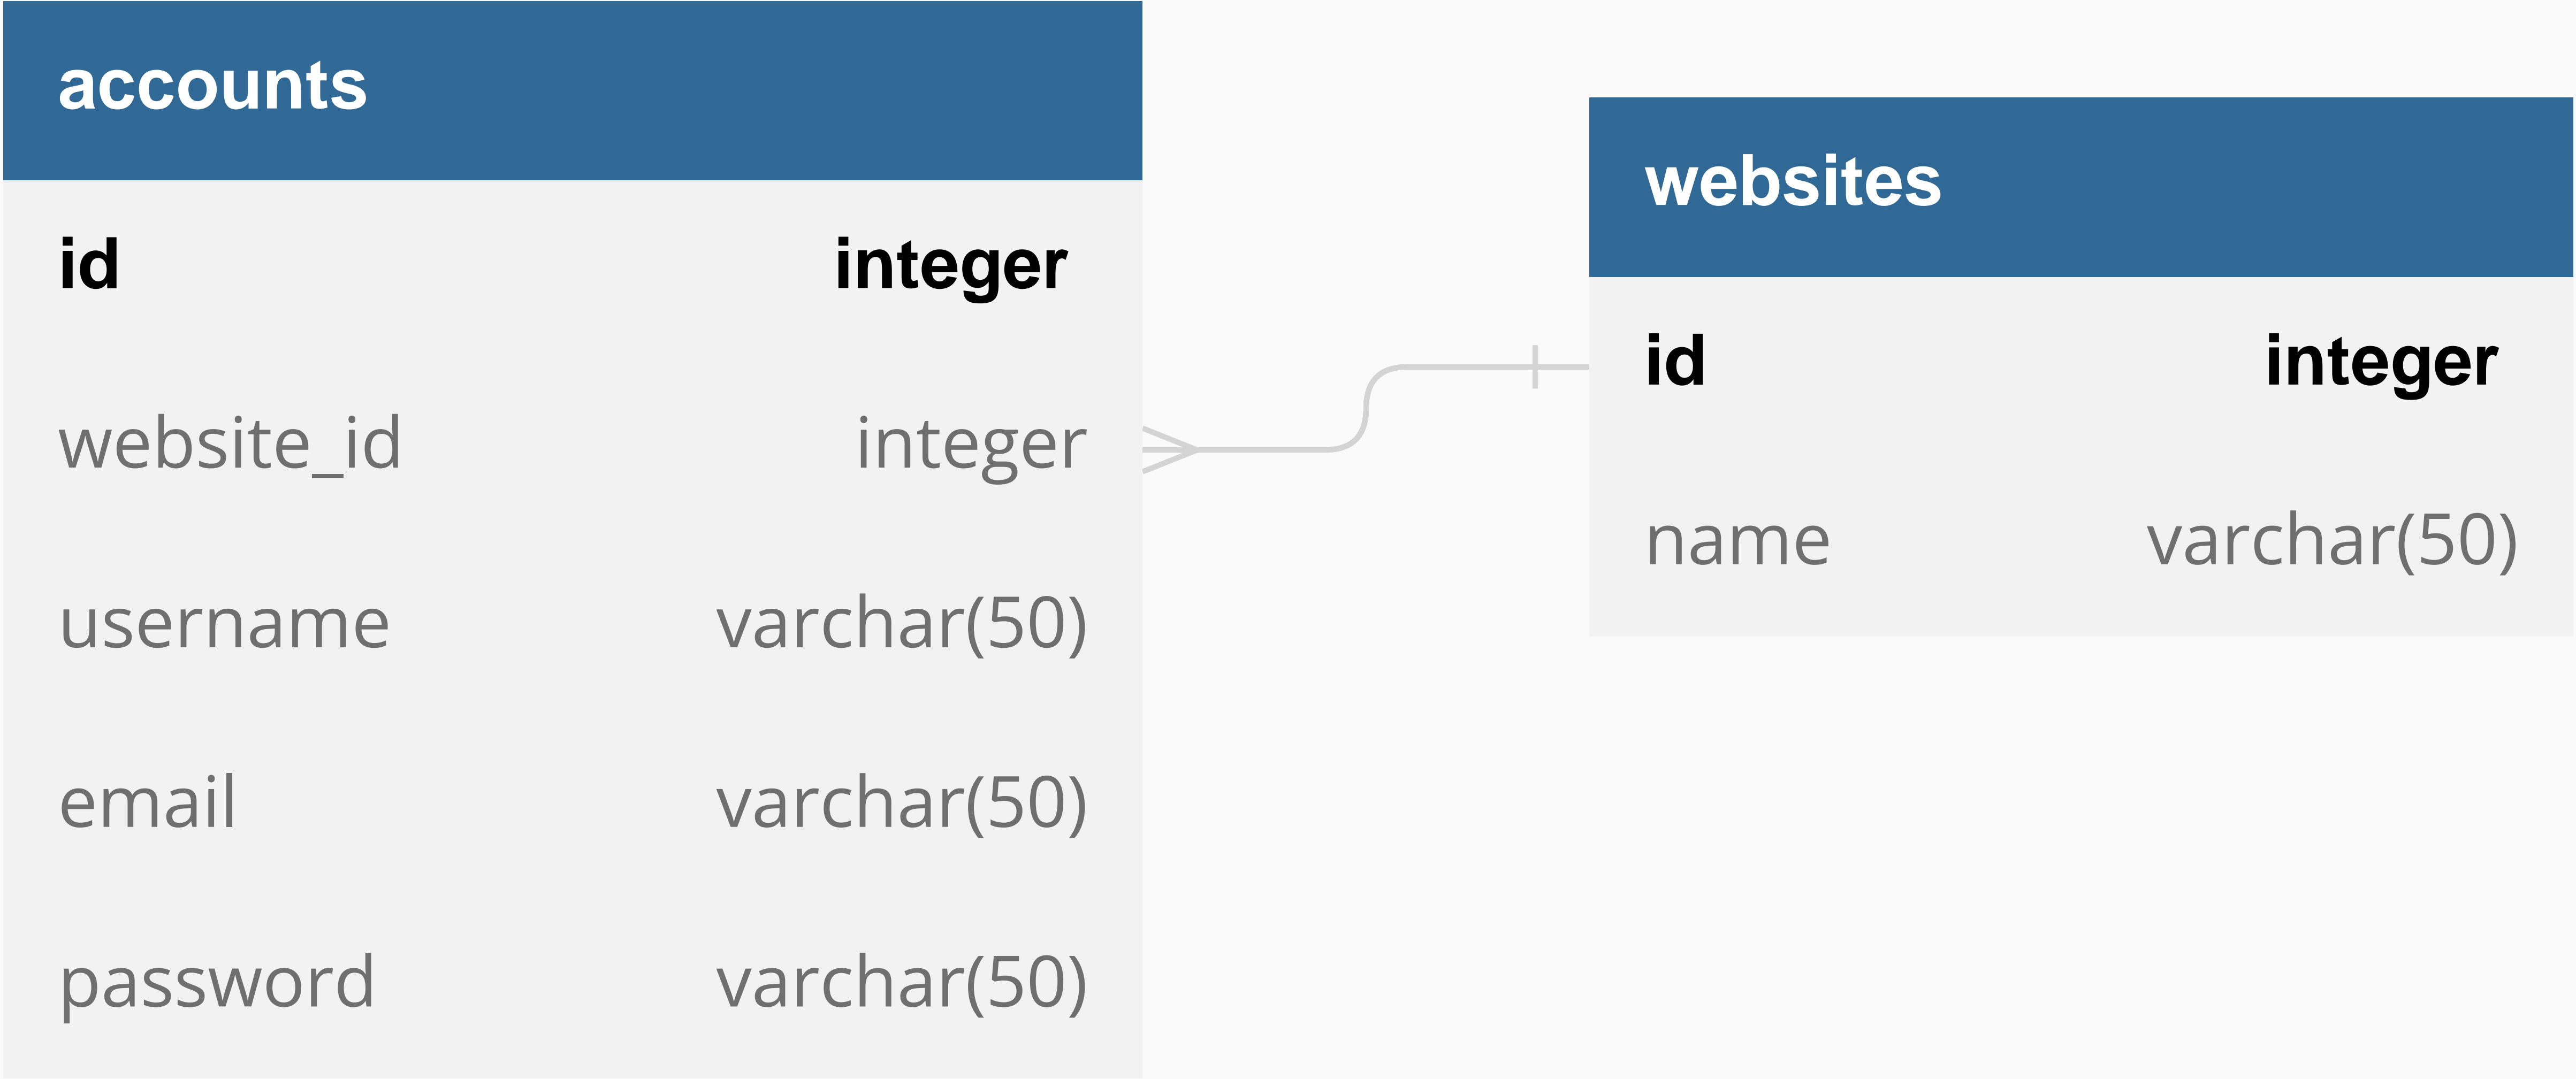 accounts
id integer
website_id integer
username varchar(50)
email varchar(50)
password varchar(50)
websites
id integer
name varchar(50)